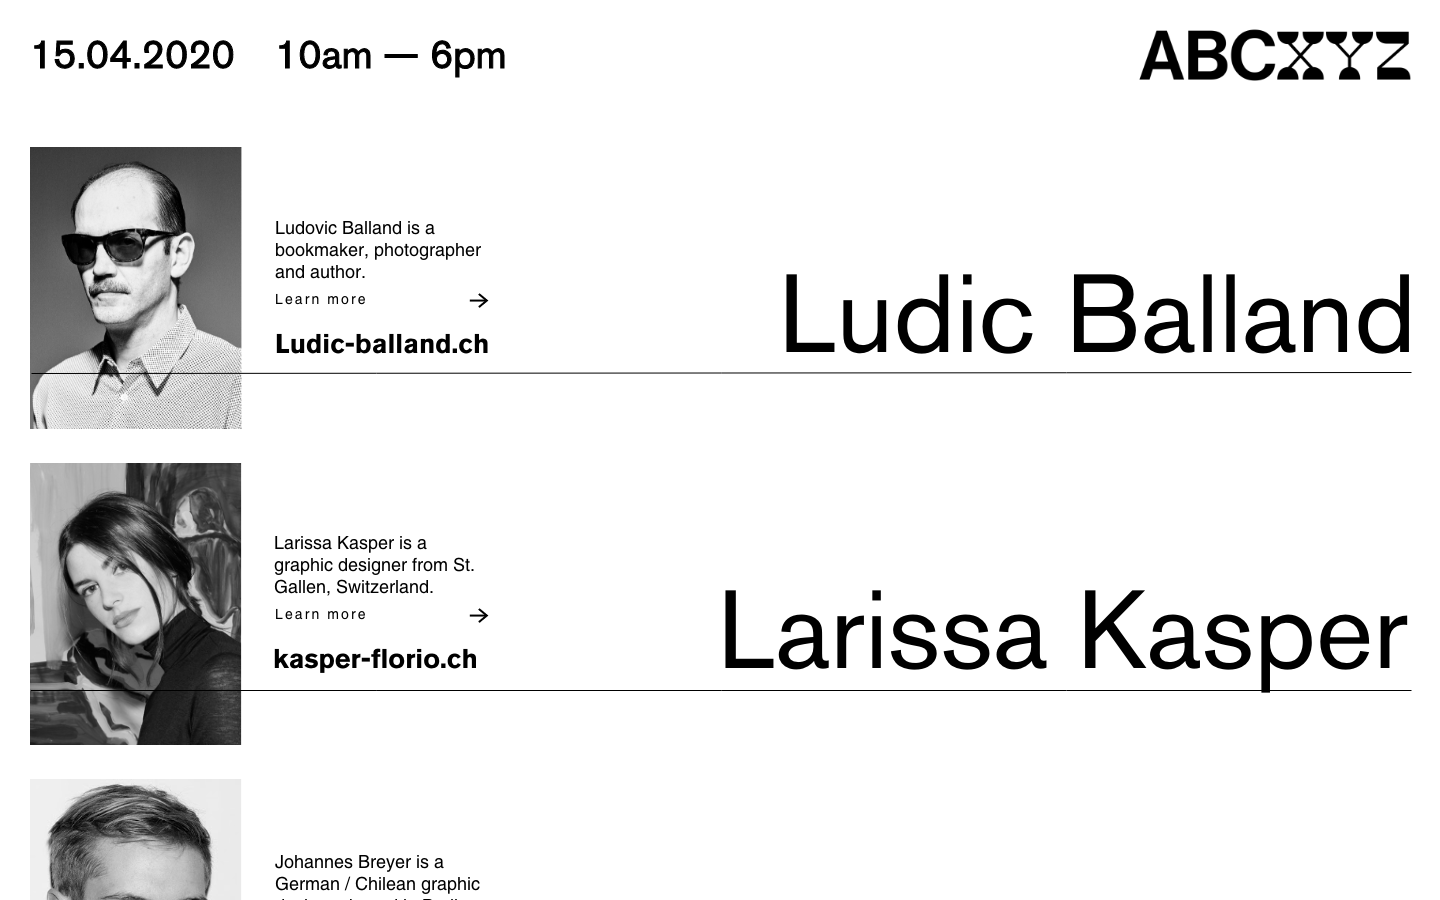 15.04.2020 10am — 6pm
ABCXYZ
Ludovic Balland is a
bookmaker, photographer
and author.
Learn more →
Ludic-balland.ch
Ludic Balland
Larissa Kasper is a
graphic designer from St.
Gallen, Switzerland.
Learn more →
kasper-florio.ch
Larissa Kasper
Johannes Breyer is a
German / Chilean graphic